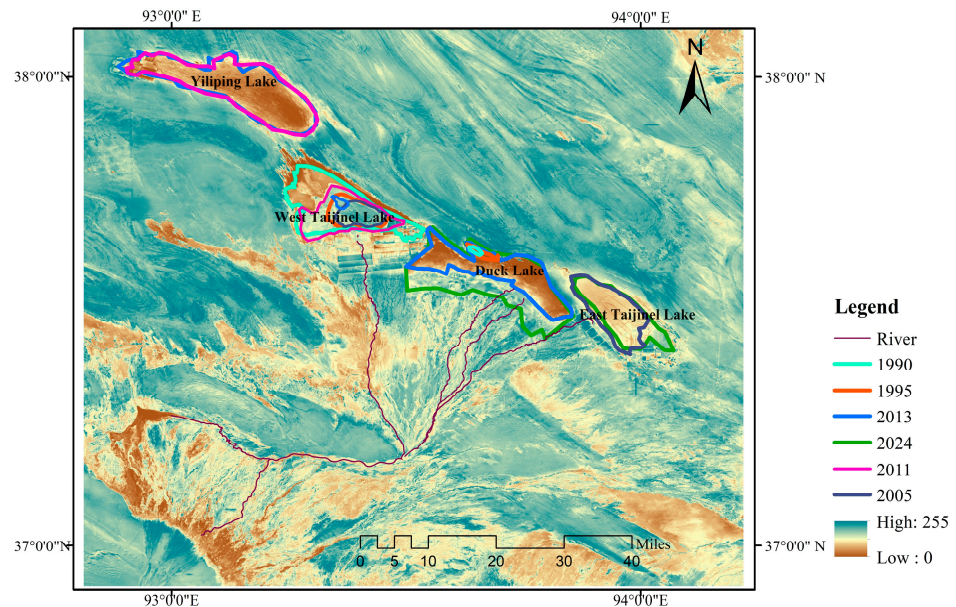 93°0'0" E
94°0'0" E
38°0'0"N
38°0'0" N
N
Yiliping Lake
West Taijinel Lake
Duck Lake
East Taijinel Lake
Legend
River
1990
1995
2013
2024
2011
2005
High: 255
Low : 0
37°0'0"N
37°0'0" N
Miles
0 5 10 20 30 40
93°0'0" E
94°0'0" E